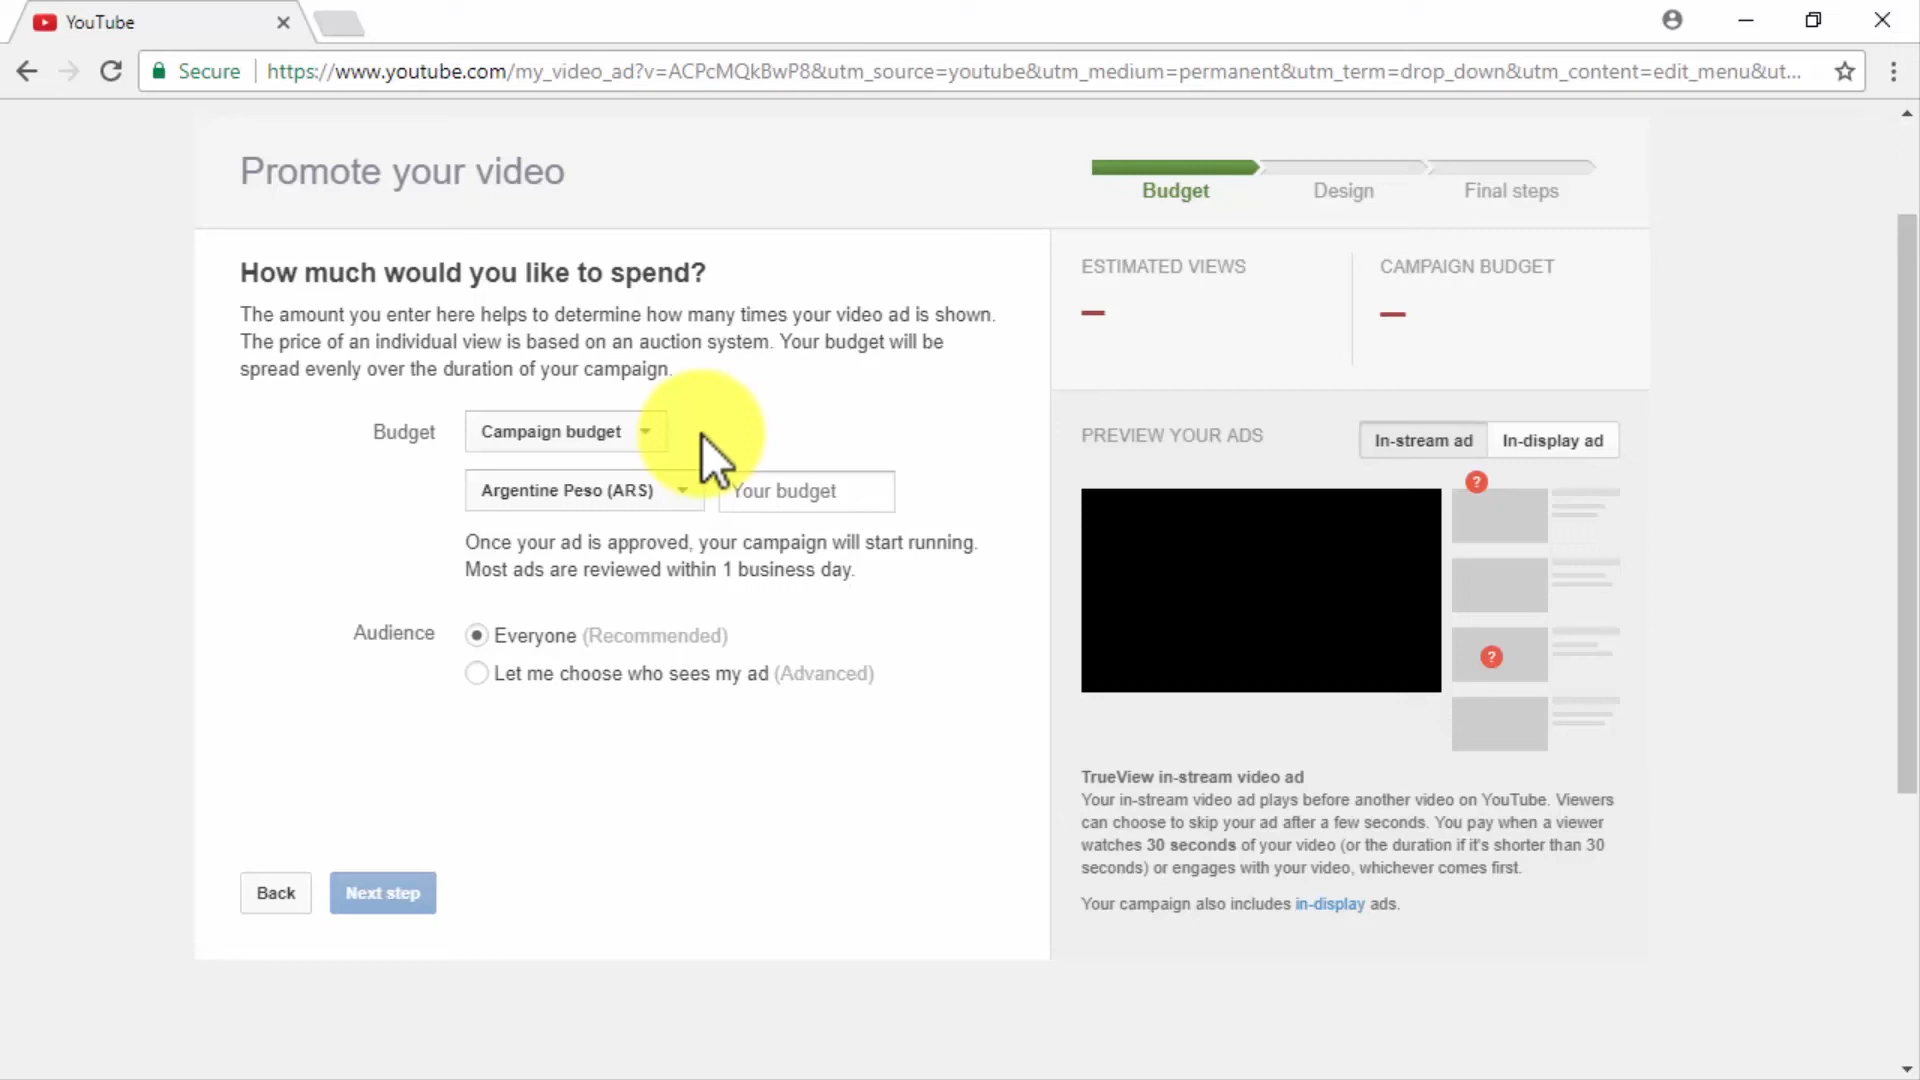 YouTube
Secure
https://www.youtube.com/my_video_ad?v=ACPcMQkBwP8&utm_source=youtube&utm_medium=permanent&utm_term=drop_down&utm_content=edit_menu&ut...
Promote your video
Budget
Design
Final steps
How much would you like to spend?
The amount you enter here helps to determine how many times your video ad is shown.
The price of an individual view is based on an auction system. Your budget will be
spread evenly over the duration of your campaign.
Budget
Campaign budget
Argentine Peso (ARS)
Your budget
Once your ad is approved, your campaign will start running.
Most ads are reviewed within 1 business day.
Audience
Everyone (Recommended)
Let me choose who sees my ad (Advanced)
Back
Next step
ESTIMATED VIEWS
CAMPAIGN BUDGET
PREVIEW YOUR ADS
In-stream ad
In-display ad
?
?
TrueView in-stream video ad
Your in-stream video ad plays before another video on YouTube. Viewers
can choose to skip your ad after a few seconds. You pay when a viewer
watches 30 seconds of your video (or the duration if it's shorter than 30
seconds) or engages with your video, whichever comes first.
Your campaign also includes in-display ads.